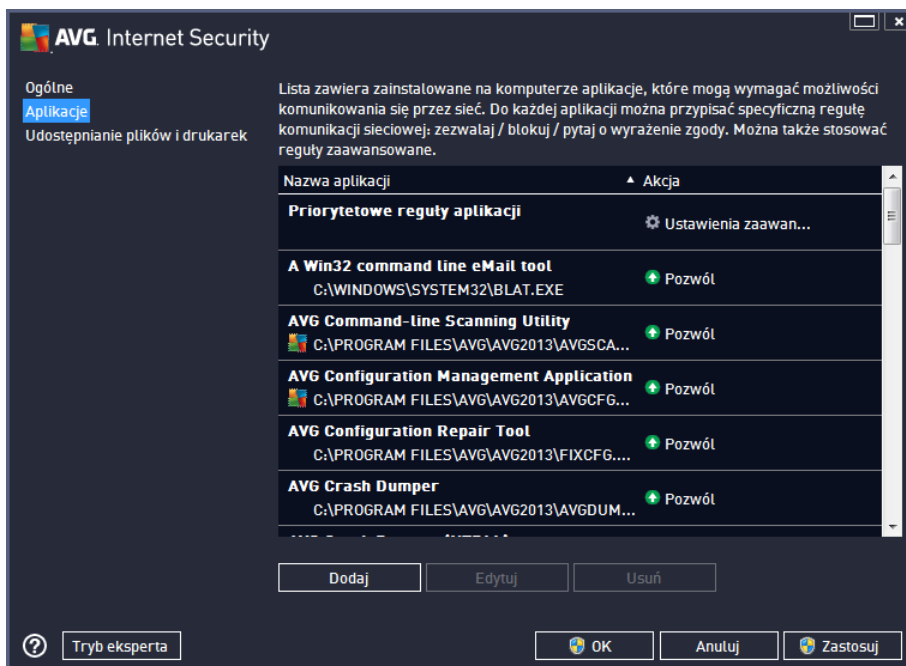 AVG. Internet Security
Ogólne
Aplikacje
Udostępnianie plików i drukarek
Lista zawiera zainstalowane na komputerze aplikacje, które mogą wymagać możliwości
komunikowania się przez sieć. Do każdej aplikacji można przypisać specyficzną regułę
komunikacji sieciowej: zezwalaj / blokuj / pytaj o wyrażenie zgody. Można także stosować
reguły zaawansowane.
Nazwa aplikacji Akcja
Priorytetowe reguły aplikacji
Ustawienia zaawan...
A Win32 command line eMail tool
C:\WINDOWS\SYSTEM32\BLAT.EXE
Pozwól
AVG Command-line Scanning Utility
C:\PROGRAM FILES\AVG\AVG2013\AVGSCA...
Pozwól
AVG Configuration Management Application
C:\PROGRAM FILES\AVG\AVG2013\AVGCFG...
Pozwól
AVG Configuration Repair Tool
C:\PROGRAM FILES\AVG\AVG2013\FIXCFG....
Pozwól
AVG Crash Dumper
C:\PROGRAM FILES\AVG\AVG2013\AVGDUM...
Pozwól
Dodaj Edytuj Usuń
Tryb eksperta OK Anuluj Zastosuj